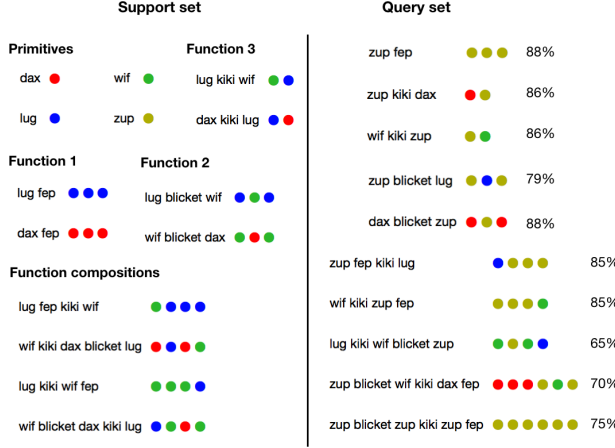 Support set
Primitives
dax
wif
lug
zup
Function 3
lug kiki wif
dax kiki lug
Function 1
lug fep
dax fep
Function 2
lug blicket wif
wif blicket dax
Function compositions
lug fep kiki wif
wif kiki dax blicket lug
lug kiki wif fep
wif blicket dax kiki lug
Query set
zup fep 88%
zup kiki dax 86%
wif kiki zup 86%
zup blicket lug 79%
dax blicket zup 88%
zup fep kiki lug 85%
wif kiki zup fep 85%
lug kiki wif blicket zup 65%
zup blicket wif kiki dax fep 70%
zup blicket zup kiki zup fep 75%